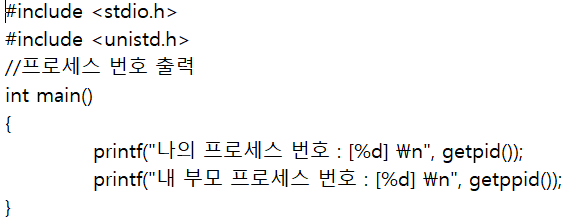 #include <stdio.h>
#include <unistd.h>
//프로세스 번호 출력
int main()
{
printf("나의 프로세스 번호 : [%d] ₩n", getpid());
printf("내 부모 프로세스 번호 : [%d] ₩n", getppid());
}